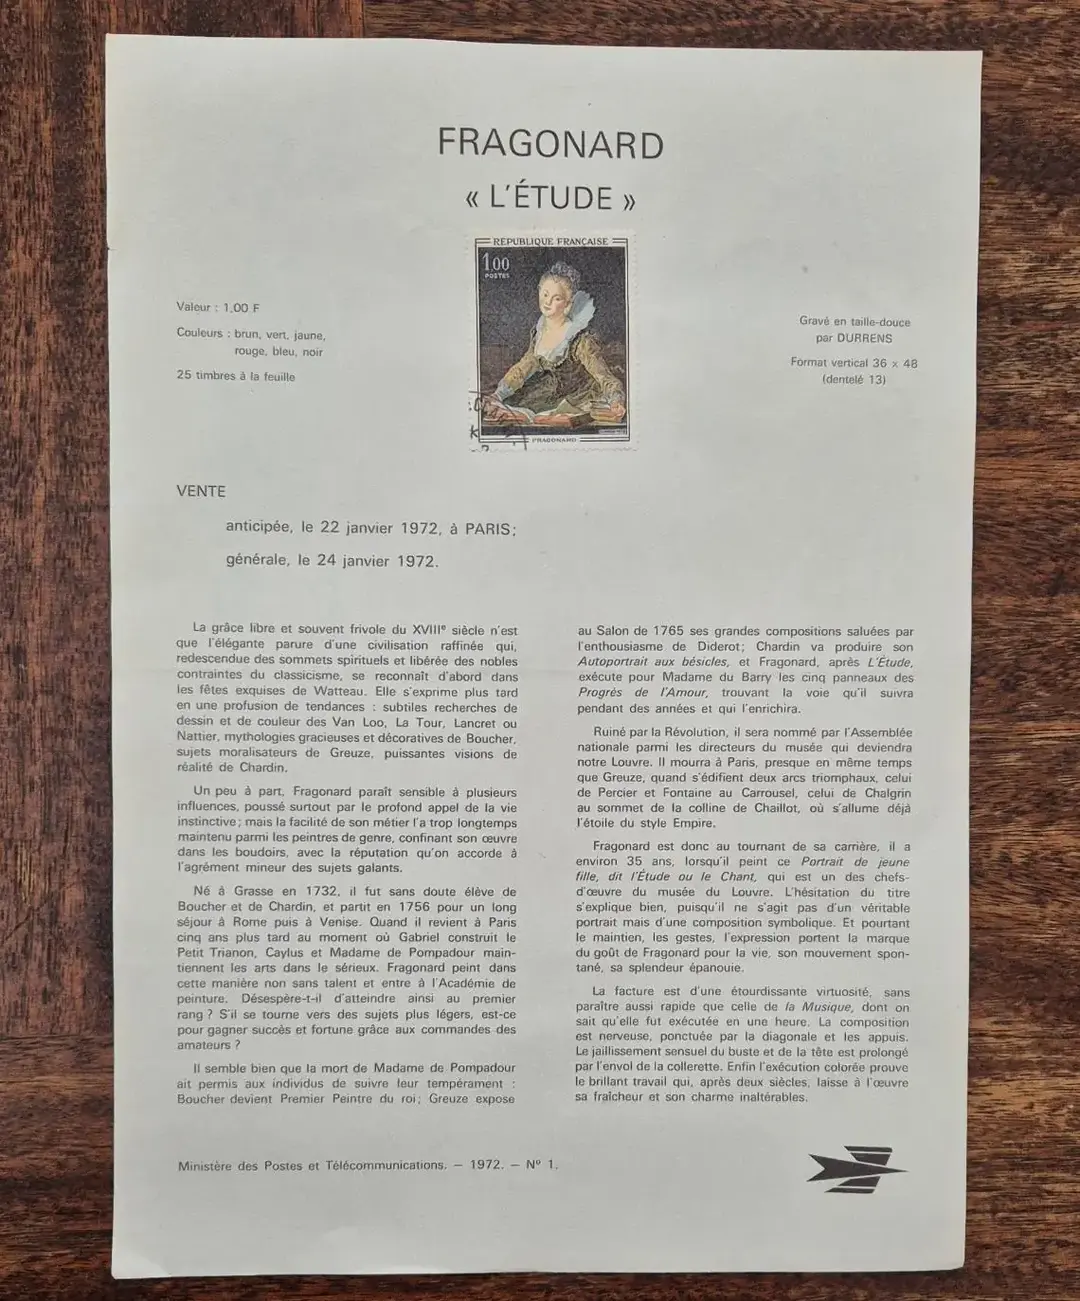 FRAGONARD
« L'ÉTUDE »
RÉPUBLIQUE FRANÇAISE
1,00
POSTES
FRAGONARD
Valeur : 1,00 F
Couleurs : brun, vert, jaune,
rouge, bleu, noir
25 timbres à la feuille
Gravé en taille-douce
par DURRENS
Format vertical 36 x 48
(dentelé 13)
VENTE
anticipée, le 22 janvier 1972, à PARIS;
générale, le 24 janvier 1972.
La grâce libre et souvent frivole du XVIIIe siècle n'est
que l'élégante parure d'une civilisation raffinée qui,
redescendue des sommets spirituels et libérée des nobles
contraintes du classicisme, se reconnaît d'abord dans
les fêtes exquises de Watteau. Elle s'exprime plus tard
en une profusion de tendances : subtiles recherches de
dessin et de couleur des Van Loo, La Tour, Lancret ou
Nattier, mythologies gracieuses et décoratives de Boucher,
sujets moralisateurs de Greuze, puissantes visions de
réalité de Chardin.
Un peu à part, Fragonard paraît sensible à plusieurs
influences, poussé surtout par le profond appel de la vie
instinctive; mais la facilité de son métier l'a trop longtemps
maintenu parmi les peintres de genre, confinant son œuvre
dans les boudoirs, avec la réputation qu'on accorde à
l'agrément mineur des sujets galants.
Né à Grasse en 1732, il fut sans doute élève de
Boucher et de Chardin, et partit en 1756 pour un long
séjour à Rome puis à Venise. Quand il revient à Paris
cinq ans plus tard au moment où Gabriel construit le
Petit Trianon, Caylus et Madame de Pompadour main-
tiennent les arts dans le sérieux. Fragonard peint dans
cette manière non sans talent et entre à l'Académie de
peinture. Désespère-t-il d'atteindre ainsi au premier
rang ? S'il se tourne vers des sujets plus légers, est-ce
pour gagner succès et fortune grâce aux commandes des
amateurs ?
Il semble bien que la mort de Madame de Pompadour
ait permis aux individus de suivre leur tempérament :
Boucher devient Premier Peintre du roi; Greuze expose
au Salon de 1765 ses grandes compositions saluées par
l'enthousiasme de Diderot; Chardin va produire son
Autoportrait aux bésicles, et Fragonard, après L'Étude,
exécute pour Madame du Barry les cinq panneaux des
Progrès de l'Amour, trouvant la voie qu'il suivra
pendant des années et qui l'enrichira.
Ruiné par la Révolution, il sera nommé par l'Assemblée
nationale parmi les directeurs du musée qui deviendra
notre Louvre. Il mourra à Paris, presque en même temps
que Greuze, quand s'édifient deux arcs triomphaux, celui
de Percier et Fontaine au Carrousel, celui de Chalgrin
au sommet de la colline de Chaillot, où s'allume déjà
l'étoile du style Empire.
Fragonard est donc au tournant de sa carrière, il a
environ 35 ans, lorsqu'il peint ce Portrait de jeune
fille, dit l'Étude ou le Chant, qui est un des chefs-
d'œuvre du musée du Louvre. L'hésitation du titre
s'explique bien, puisqu'il ne s'agit pas d'un véritable
portrait mais d'une composition symbolique. Et pourtant
le maintien, les gestes, l'expression portent la marque
du goût de Fragonard pour la vie, son mouvement spon-
tané, sa splendeur épanouie.
La facture est d'une étourdissante virtuosité, sans
paraître aussi rapide que celle de la Musique, dont on
sait qu'elle fut exécutée en une heure. La composition
est nerveuse, ponctuée par la diagonale et les appuis.
Le jaillissement sensuel du buste et de la tête est prolongé
par l'envol de la collerette. Enfin l'exécution colorée prouve
le brillant travail qui, après deux siècles, laisse à l'œuvre
sa fraîcheur et son charme inaltérables.
Ministère des Postes et Télécommunications. — 1972. — N° 1.